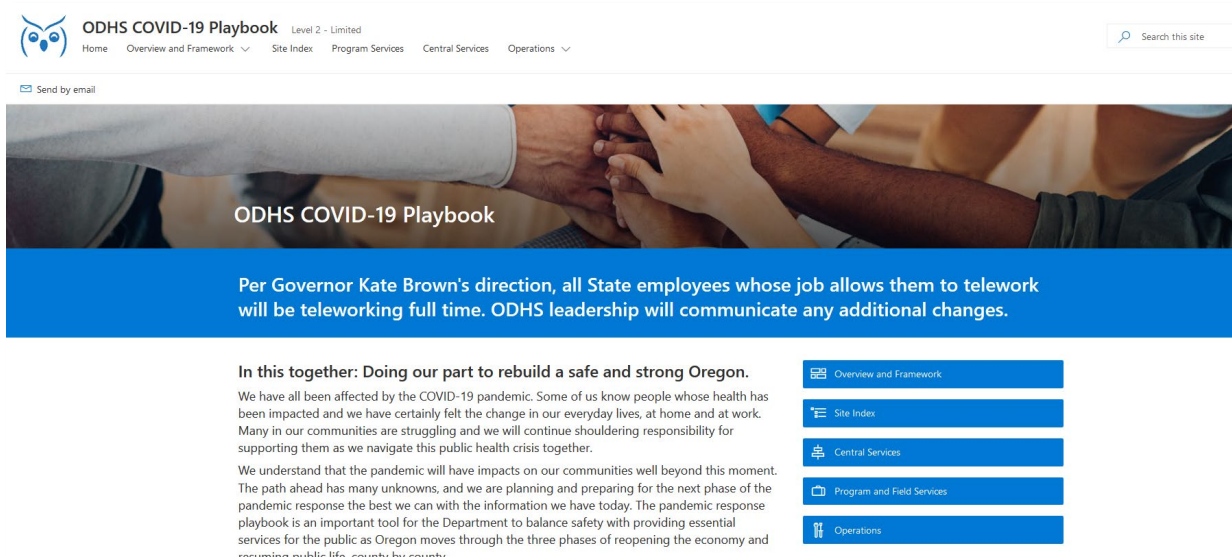 ODHS COVID-19 Playbook Level 2 - Limited
Home Overview and Framework Site Index Program Services Central Services Operations
Search this site
Send by email
ODHS COVID-19 Playbook
Per Governor Kate Brown's direction, all State employees whose job allows them to telework
will be teleworking full time. ODHS leadership will communicate any additional changes.
In this together: Doing our part to rebuild a safe and strong Oregon.
We have all been affected by the COVID-19 pandemic. Some of us know people whose health has
been impacted and we have certainly felt the change in our everyday lives, at home and at work.
Many in our communities are struggling and we will continue shouldering responsibility for
supporting them as we navigate this public health crisis together.
We understand that the pandemic will have impacts on our communities well beyond this moment.
The path ahead has many unknowns, and we are planning and preparing for the next phase of the
pandemic response the best we can with the information we have today. The pandemic response
playbook is an important tool for the Department to balance safety with providing essential
services for the public as Oregon moves through the three phases of reopening the economy and
resuming public life, county by county.
Overview and Framework
Site Index
Central Services
Program and Field Services
Operations